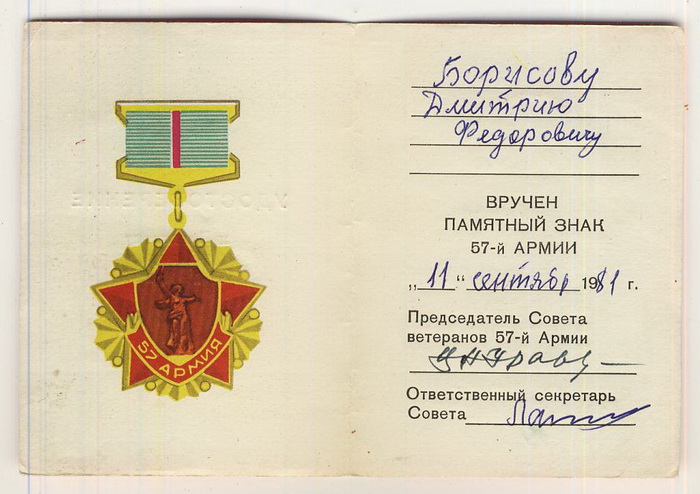 57 АРМИЯ
УДОСТОВЕРЕНИЕ
Борисову
Дмитрию
Федоровичу
ВРУЧЕН
ПАМЯТНЫЙ ЗНАК
57-й АРМИИ
„11“ сентябр 1981 г.
Председатель Совета
ветеранов 57-й Армии
Ответственный секретарь
Совета